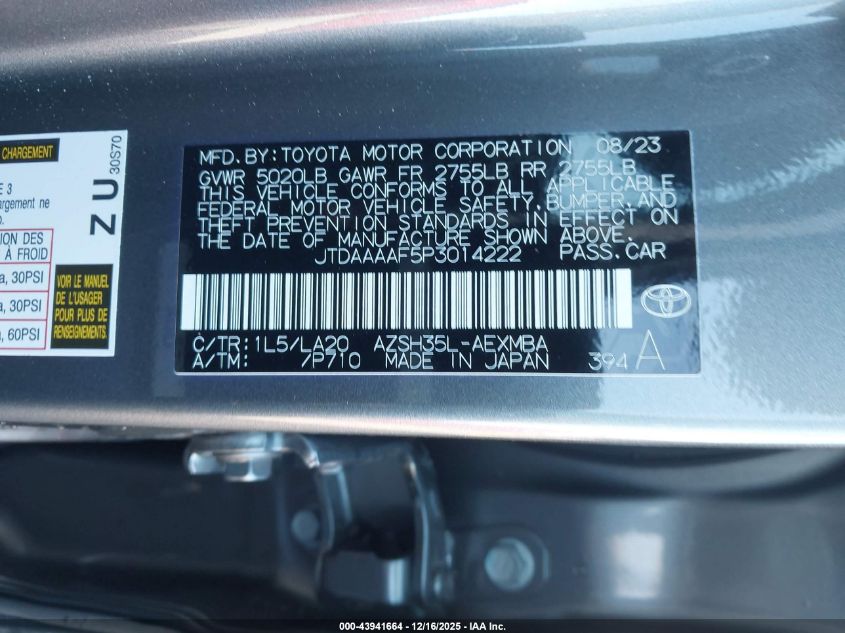 CHARGEMENT
E 3
argement ne
o.
ION DES
À FROID
a, 30PSI
a, 30PSI
a, 60PSI
VOIR LE MANUEL
DE L'USAGER
POUR PLUS DE
RENSEIGNEMENTS
ZU
30S70
MFD. BY: TOYOTA MOTOR CORPORATION 08/23
GVWR 5020LB GAWR FR 2755LB RR 2755LB
THIS VEHICLE CONFORMS TO ALL APPLICABLE
FEDERAL MOTOR VEHICLE SAFETY, BUMPER, AND
THEFT PREVENTION STANDARDS IN EFFECT ON
THE DATE OF MANUFACTURE SHOWN ABOVE.
JTDAAAAF5P3014222 PASS. CAR
C/TR: 1L5/LA20 AZSH35L-AEXMBA
A/TM: /P710 MADE IN JAPAN 394 A
000-43941664 - 12/16/2025 - IAA Inc.